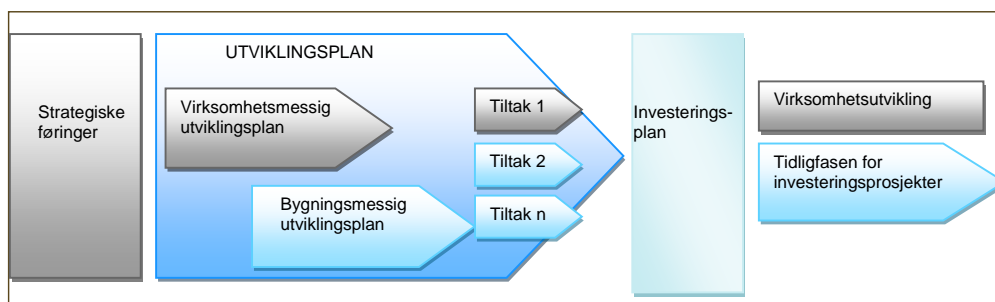 Strategiske
føringer
UTVIKLINGSPLAN
Virksomhetsmessig
utviklingsplan
Bygningsmessig
utviklingsplan
Tiltak 1
Tiltak 2
Tiltak n
Investerings-
plan
Virksomhetsutvikling
Tidligfasen for
investeringsprosjekter